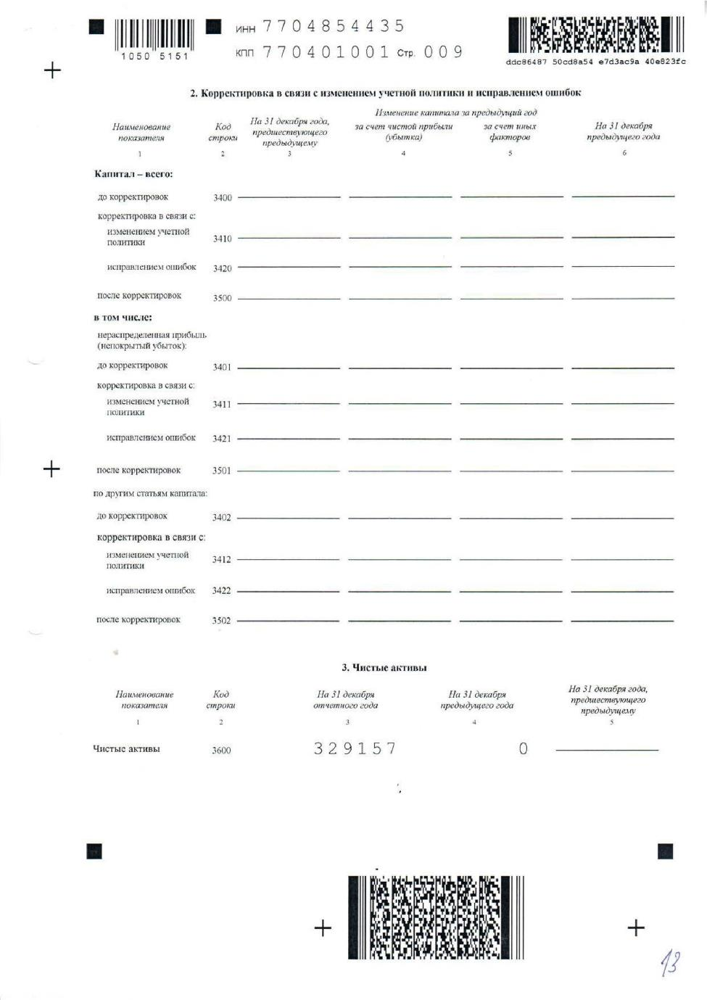 1050 5151
ИНН 7704854435
КПП 770401001 Стр. 009
ddc86487 50cd8a54 e7d3ac9a 40e823fc
2. Корректировка в связи с изменением учетной политики и исправлением ошибок
Наименование показателя
Код строки
На 31 декабря года, предшествующего предыдущему
Изменение капитала за предыдущий год
за счет чистой прибыли (убытка)
за счет иных факторов
На 31 декабря предыдущего года
1 2 3 4 5 6
Капитал – всего:
до корректировок 3400
корректировка в связи с:
изменением учетной
политики 3410
исправлением ошибок 3420
после корректировок 3500
в том числе:
нераспределенная прибыль
(непокрытый убыток):
до корректировок 3401
корректировка в связи с:
изменением учетной
политики 3411
исправлением ошибок 3421
после корректировок 3501
по другим статьям капитала:
до корректировок 3402
корректировка в связи с:
изменением учетной
политики 3412
исправлением ошибок 3422
после корректировок 3502
3. Чистые активы
Наименование показателя
Код строки
На 31 декабря отчетного года
На 31 декабря предыдущего года
На 31 декабря года, предшествующего предыдущему
1 2 3 4 5
Чистые активы 3600 329157 0
13